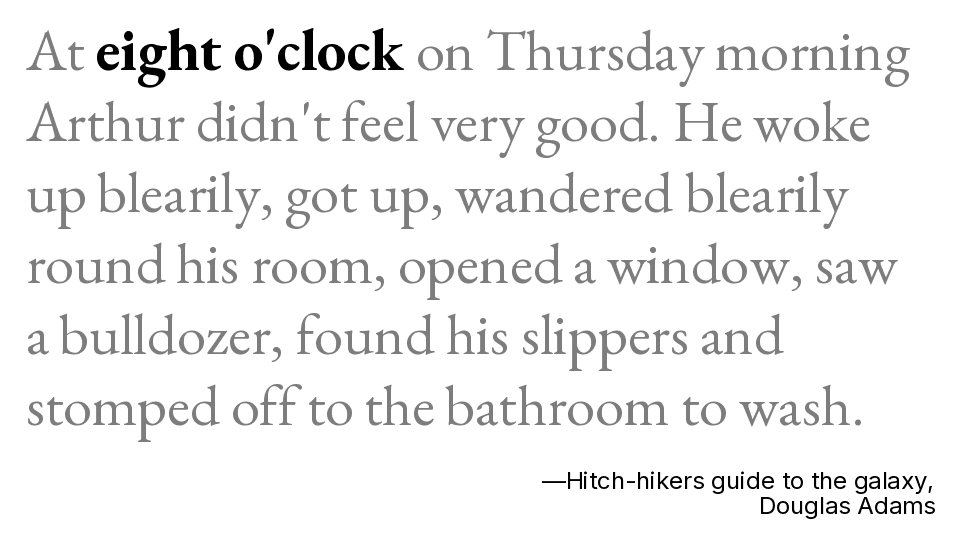 At eight o'clock on Thursday morning
Arthur didn't feel very good. He woke
up blearily, got up, wandered blearily
round his room, opened a window, saw
a bulldozer, found his slippers and
stomped off to the bathroom to wash.
—Hitch-hikers guide to the galaxy,
Douglas Adams